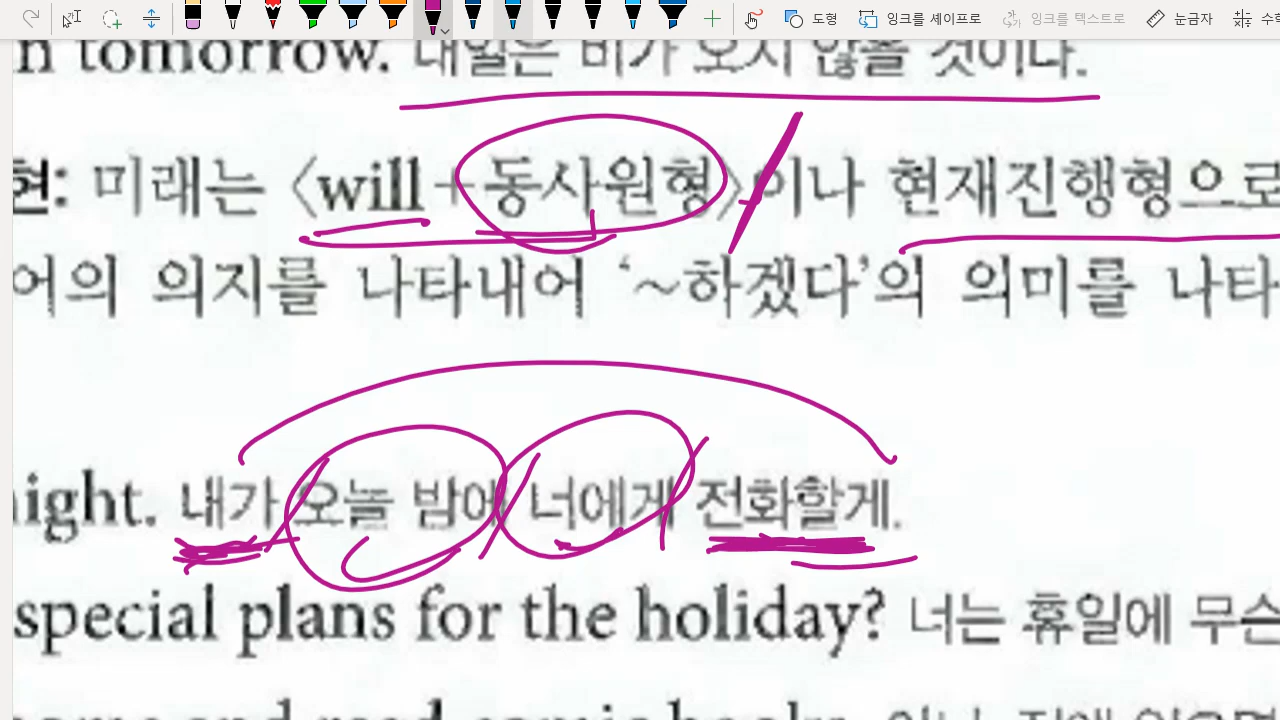 도형 잉크를 셰이프로 잉크를 텍스트로 눈금자
n tomorrow. 내일은 비가 오지 않을 것이다.
현: 미래는 〈will + 동사원형〉이나 현재진행형으로
어의 의지를 나타내어 ‘~하겠다’의 의미를 나타
night. 내가 오늘 밤에 너에게 전화할게.
special plans for the holiday? 너는 휴일에 무슨